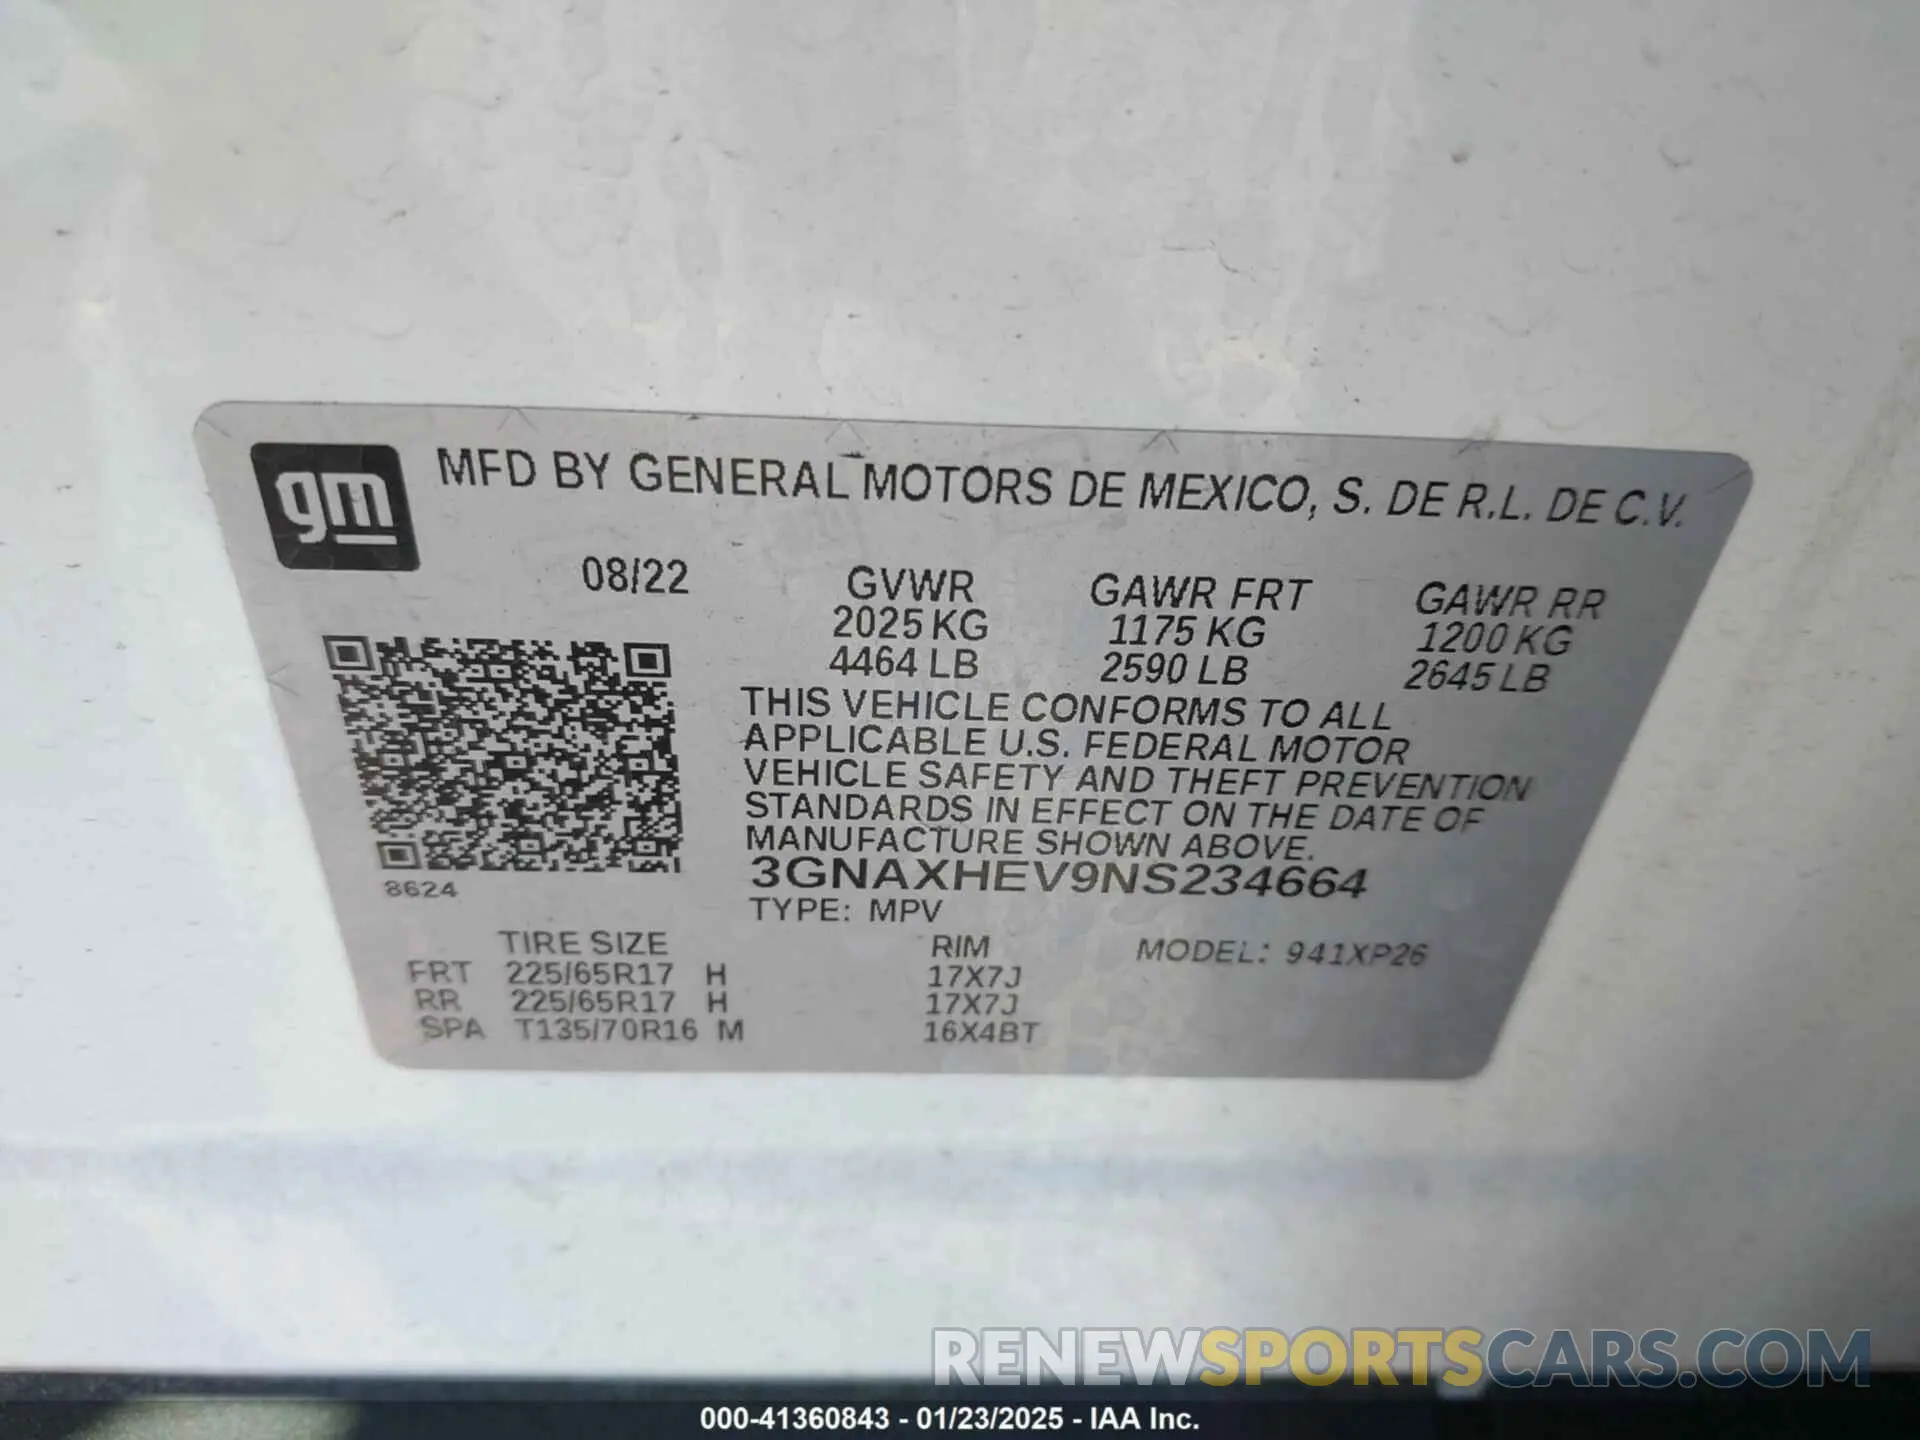 gm
MFD BY GENERAL MOTORS DE MEXICO, S. DE R.L. DE C.V.
08/22
GVWR GAWR FRT GAWR RR
2025 KG 1175 KG 1200 KG
4464 LB 2590 LB 2645 LB
THIS VEHICLE CONFORMS TO ALL
APPLICABLE U.S. FEDERAL MOTOR
VEHICLE SAFETY AND THEFT PREVENTION
STANDARDS IN EFFECT ON THE DATE OF
MANUFACTURE SHOWN ABOVE.
3GNAXHEV9NS234664
8624
TYPE: MPV
TIRE SIZE RIM MODEL: 941XP26
FRT 225/65R17 H 17X7J
RR 225/65R17 H 17X7J
SPA T135/70R16 M 16X4BT
RENEWSPORTSCARS.COM
000-41360843 - 01/23/2025 - IAA Inc.